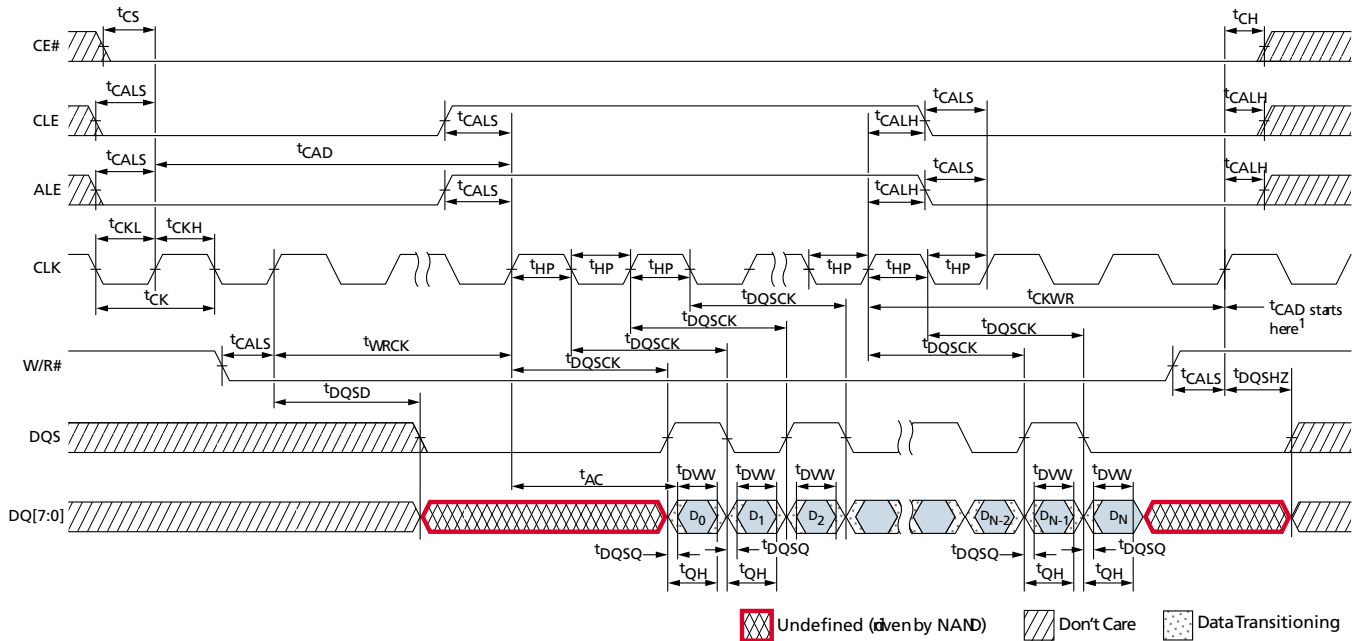 tCS
tCH
CE#
tCALS
tCALS
tCALH
CLE
tCALS
tCALH
tCAD
tCALS
tCALS
tCALH
ALE
tCALS
tCALH
tCKL
tCKH
CLK
tHP
tHP
tHP
tHP
tHP
tHP
tCK
tDQSCK
tCKWR
tCAD starts
here1
tDQSCK
tDQSCK
tCALS
tWRCK
tDQSCK
tDQSCK
tDQSCK
W/R#
tCALS
tDQSHZ
tDQSD
DQS
tAC
tDVW
tDVW
tDVW
tDVW
tDVW
DQ[7:0]
D0
D1
D2
DN-2
DN-1
DN
tDQSQ
tDQSQ
tDQSQ
tDQSQ
tQH
tQH
tQH
tQH
Undefined (driven by NAND)
Don't Care
Data Transitioning